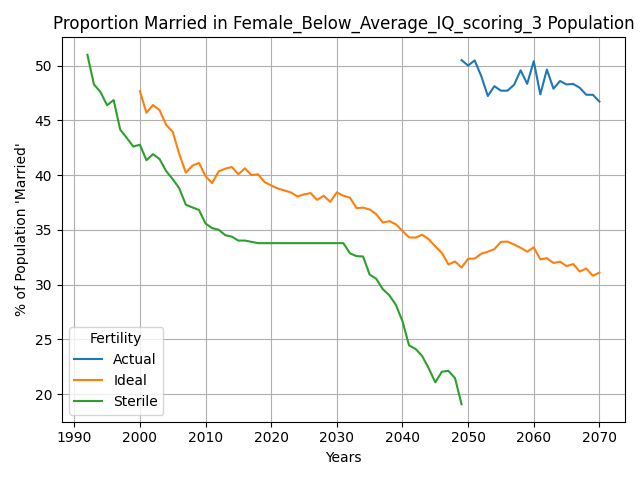 Proportion Married in Female_Below_Average_IQ_scoring_3 Population
% of Population 'Married'
50
45
40
35
30
25
20
Fertility
Actual
Ideal
Sterile
1990 2000 2010 2020 2030 2040 2050 2060 2070
Years